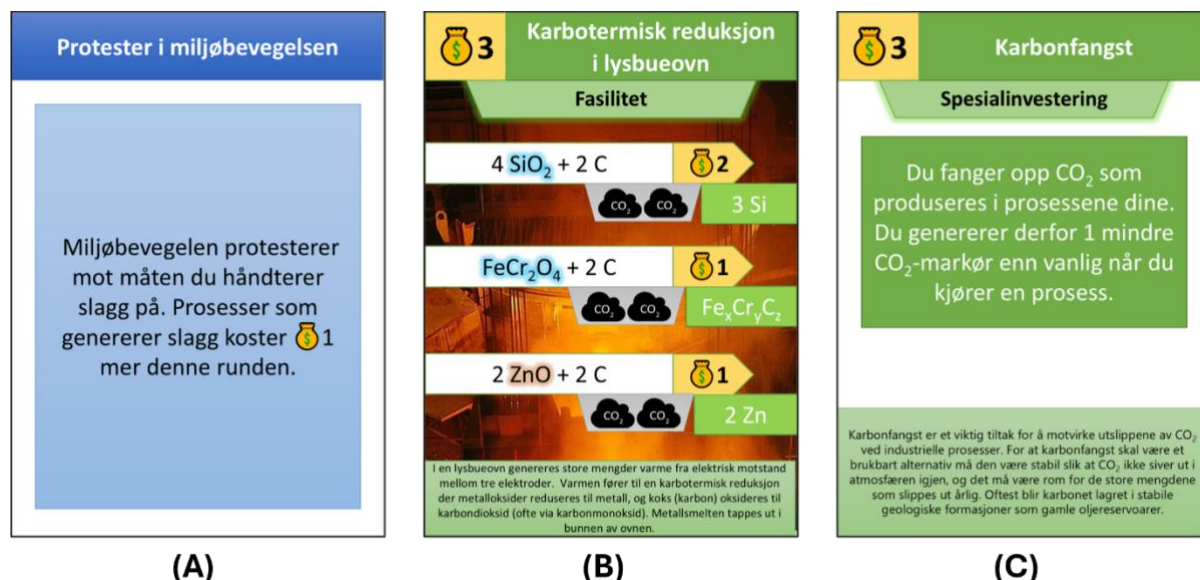 Protester i miljøbevegelsen
Miljøbevegelen protesterer
mot måten du håndterer
slagg på. Prosesser som
genererer slagg koster $1
mer denne runden.
(A)
$3
Karbotermisk reduksjon
i lysbueovn
Fasilitet
4 SiO₂ + 2 C
$2
CO₂ CO₂
3 Si
FeCr₂O₄ + 2 C
$1
CO₂ CO₂
FeₓCrᵧC_z
2 ZnO + 2 C
$1
CO₂ CO₂
2 Zn
I en lysbueovn genereres store mengder varme fra elektrisk motstand
mellom tre elektroder. Varmen fører til en karbotermisk reduksjon
der metalloksider reduseres til metall, og koks (karbon) oksideres til
karbondioksid (ofte via karbonmonoksid). Metallsmelten tappes ut i
bunnen av ovnen.
(B)
$3
Karbonfangst
Spesialinvestering
Du fanger opp CO₂ som
produseres i prosessene dine.
Du genererer derfor 1 mindre
CO₂-markør enn vanlig når du
kjører en prosess.
Karbonfangst er et viktig tiltak for å motvirke utslippene av CO₂
ved industrielle prosesser. For at karbonfangst skal være et
brukbart alternativ må den være stabil slik at CO₂ ikke siver ut i
atmosfæren igjen, og det må være rom for de store mengdene
som slippes ut årlig. Oftest blir karbonet lagret i stabile
geologiske formasjoner som gamle oljereservoarer.
(C)